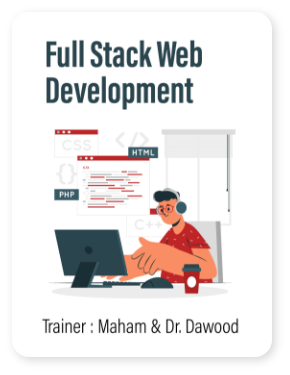 Full Stack Web
Development
CSS
</>
HTML
{}
PHP
C++
Trainer : Maham & Dr. Dawood